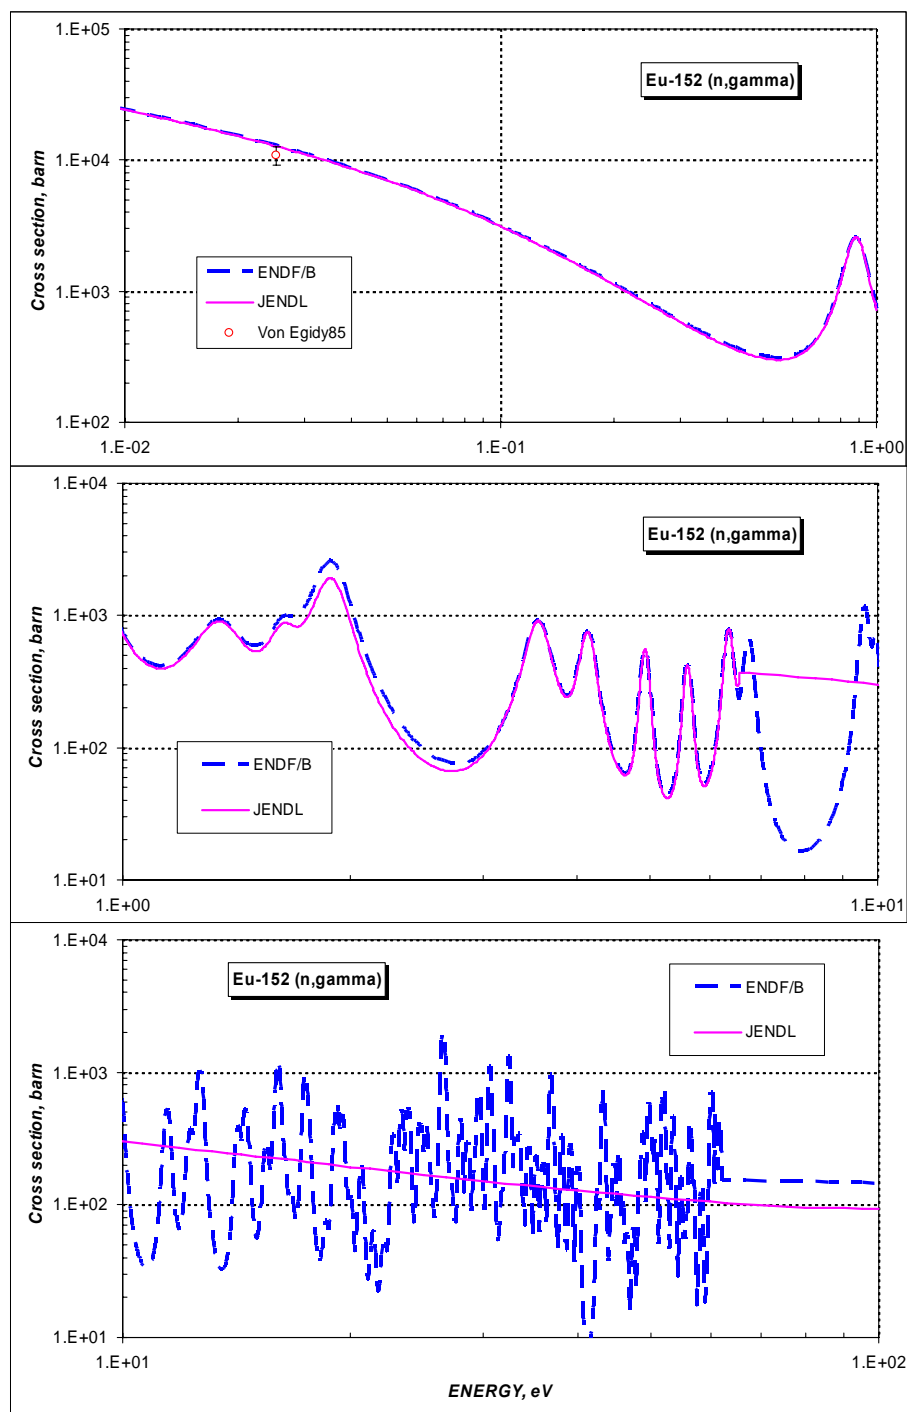 1.E+05
Eu-152 (n,gamma)
1.E+04
Cross section, barn
ENDF/B
JENDL
Von Egidy85
1.E+03
1.E+02
1.E-02 1.E-01 1.E+00
1.E+04
Eu-152 (n,gamma)
1.E+03
Cross section, barn
1.E+02
ENDF/B
JENDL
1.E+01
1.E+00 1.E+01
1.E+04
Eu-152 (n,gamma)
ENDF/B
JENDL
1.E+03
Cross section, barn
1.E+02
1.E+01
1.E+01 1.E+02
ENERGY, eV